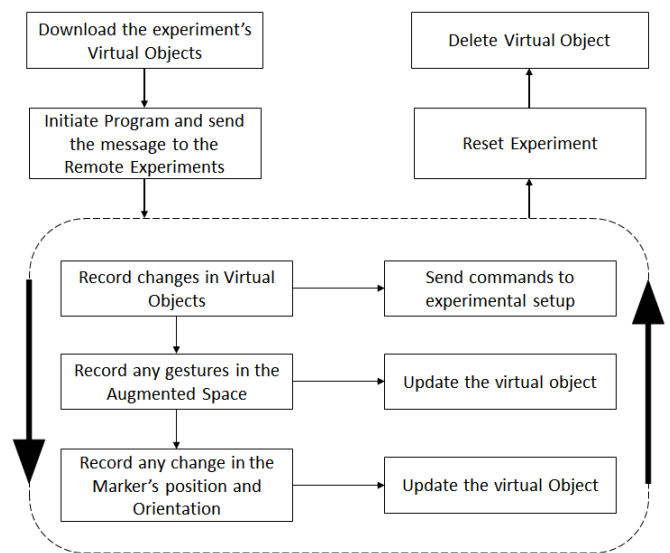 Download the experiment's
Virtual Objects
Delete Virtual Object
Initiate Program and send
the message to the
Remote Experiments
Reset Experiment
Record changes in Virtual
Objects
Send commands to
experimental setup
Record any gestures in the
Augmented Space
Update the virtual object
Record any change in the
Marker's position and
Orientation
Update the virtual Object